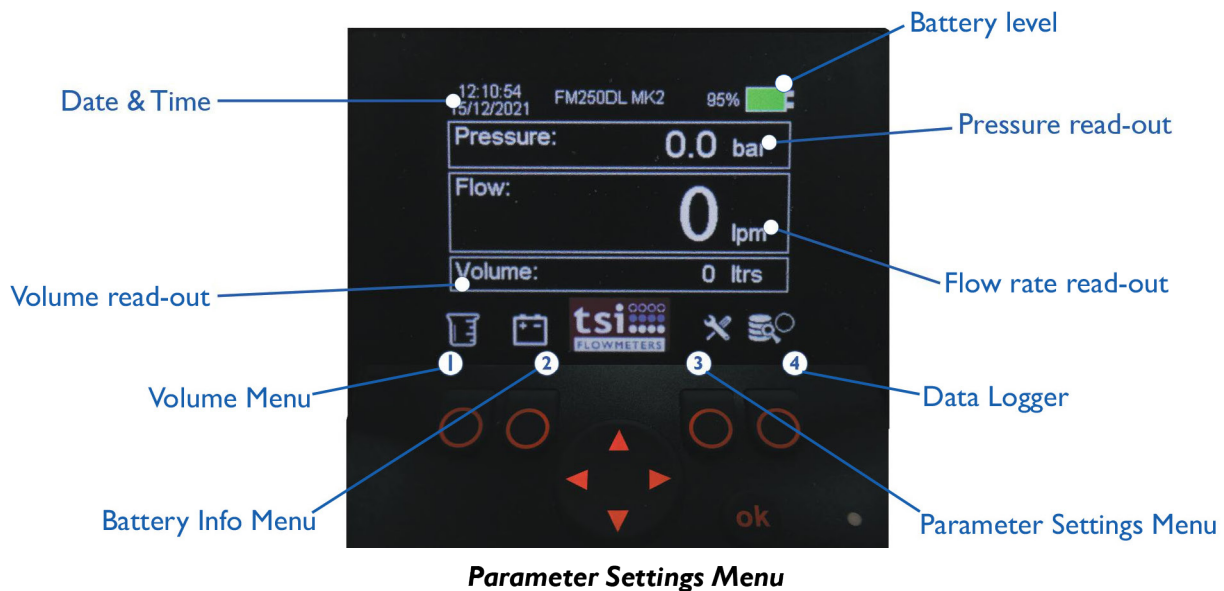 Battery level
Date & Time
12:10:54
15/12/2021
FM250DL MK2
95%
Pressure read-out
Pressure:
0.0 bar
Flow:
0 lpm
Flow rate read-out
Volume:
0 ltrs
Volume read-out
tsi
FLOWMETERS
1
2
3
4
Volume Menu
Data Logger
Battery Info Menu
ok
Parameter Settings Menu
Parameter Settings Menu